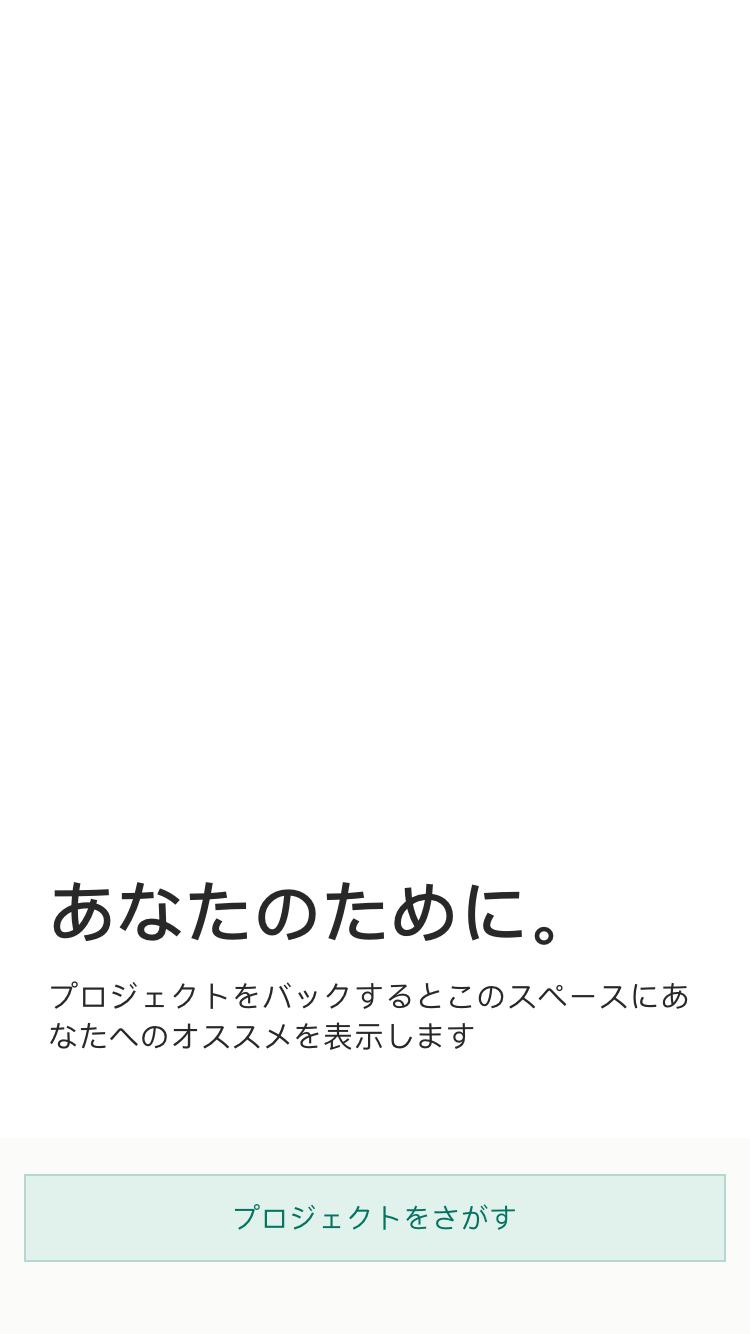 あなたのために。
プロジェクトをバックするとこのスペースにあ
なたへのオススメを表示します
プロジェクトをさがす